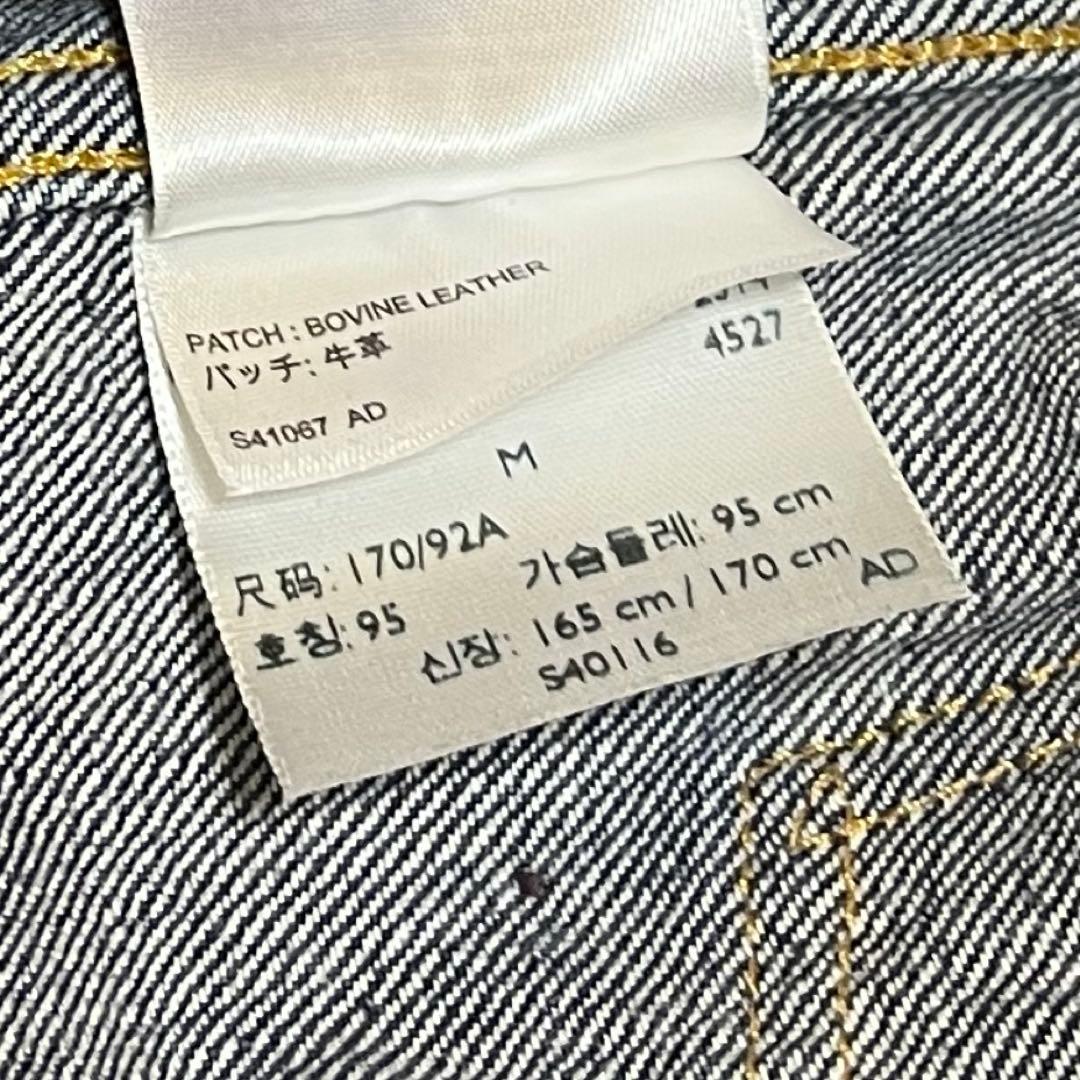 PATCH : BOVINE LEATHER
パッチ: 牛革
S41067 AD
4527
M
尺码: 170/92A
호칭: 95
가슴둘레: 95 cm
신장: 165 cm / 170 cm
S40116
AD